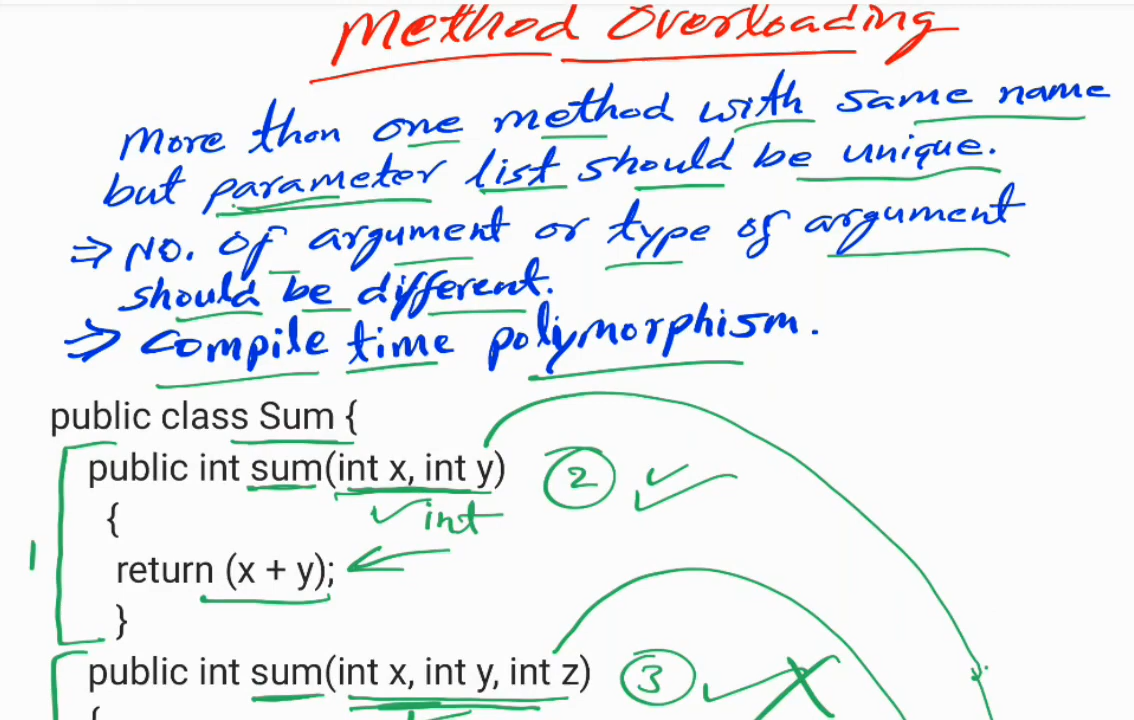 Method Overloading
More than one method with same name
but parameter list should be unique.
⇒ No. of argument or type of argument
should be different.
⇒ Compile time polymorphism.
public class Sum {
public int sum(int x, int y) ② ✓
{ ✓int
1 return (x + y);
}
public int sum(int x, int y, int z) ③ ✓ X
{